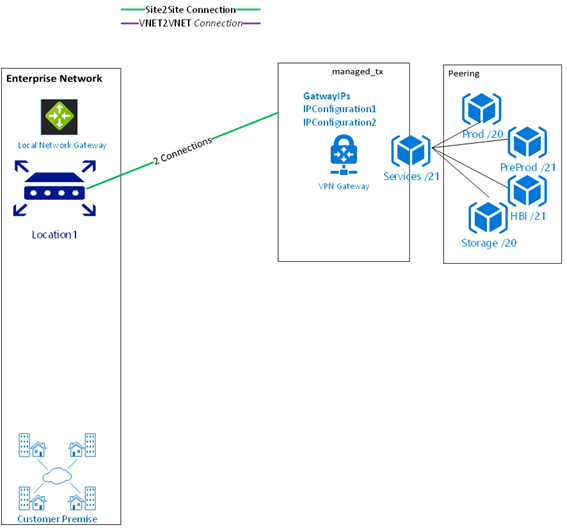 Site2Site Connection
VNET2VNET Connection
Enterprise Network
Local Network Gateway
Location1
Customer Premise
2 Connections
managed_tx
GatwayIPs
IPConfiguration1
IPConfiguration2
VPN Gateway
Services /21
Peering
Prod /20
PreProd /21
HBI /21
Storage /20